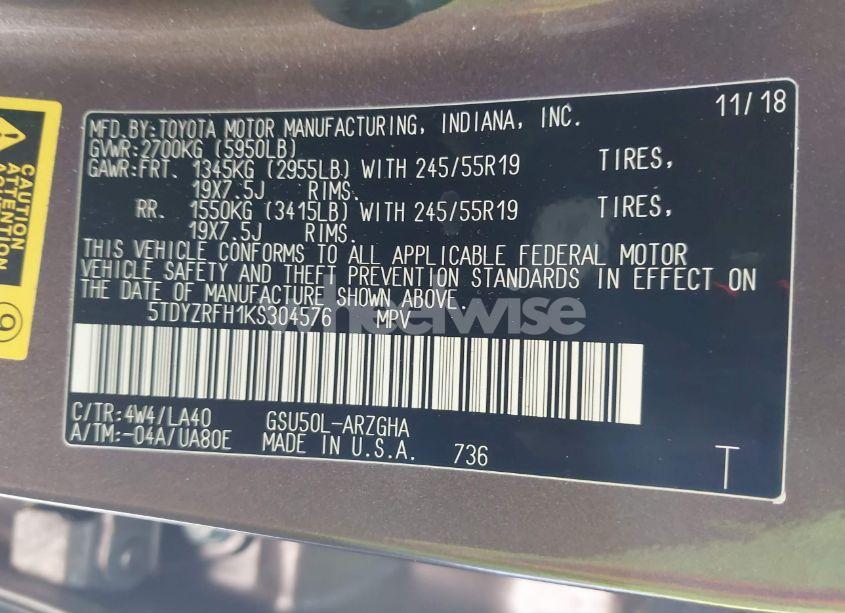 MFD.BY:TOYOTA MOTOR MANUFACTURING, INDIANA, INC. 11/18
GVWR:2700KG (5950LB)
GAWR:FRT. 1345KG (2955LB) WITH 245/55R19 TIRES,
19X7.5J RIMS.
RR. 1550KG (3415LB) WITH 245/55R19 TIRES,
19X7.5J RIMS.
THIS VEHICLE CONFORMS TO ALL APPLICABLE FEDERAL MOTOR
VEHICLE SAFETY AND THEFT PREVENTION STANDARDS IN EFFECT ON
THE DATE OF MANUFACTURE SHOWN ABOVE.
5TDYZRFH1KS304576 MPV
C/TR:4W4/LA40 GSU50L-ARZGHA
A/TM:-04A/UA80E MADE IN U.S.A. 736 T
CAUTION
ATTENTION
wheelwise